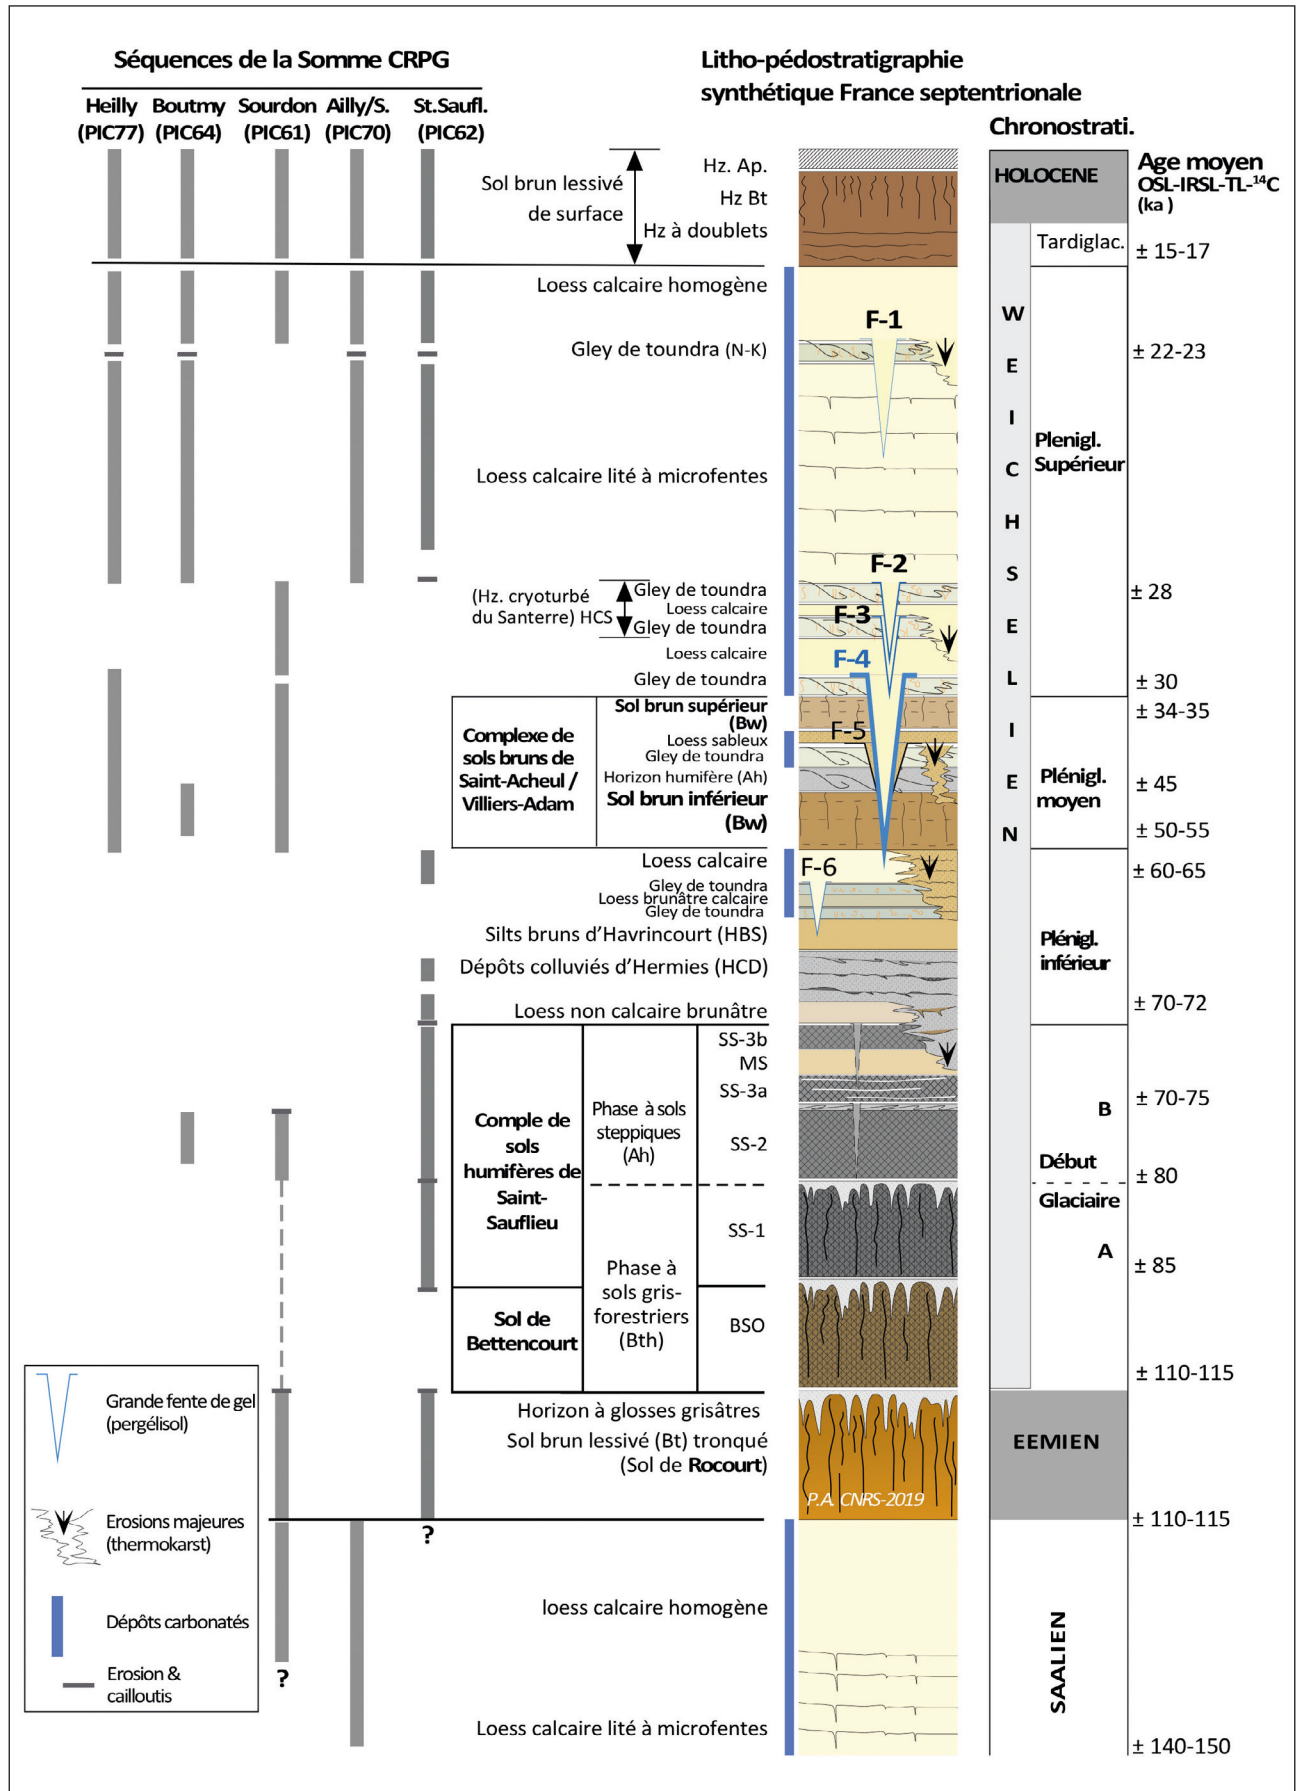 Séquences de la Somme CRPG
Heilly
(PIC77)
Boutmy
(PIC64)
Sourdon
(PIC61)
Ailly/S.
(PIC70)
St.Saufl.
(PIC62)
Litho-pédostratigraphie
synthétique France septentrionale
Chronostrati.
Age moyen
OSL-IRSL-TL-¹⁴C
(ka )
HOLOCENE
Sol brun lessivé
de surface
Hz. Ap.
Hz Bt
Hz à doublets
Tardiglac.
± 15-17
Loess calcaire homogène
F-1
Gley de toundra (N-K)
± 22-23
Loess calcaire lité à microfentes
W
E
I
C
H
S
E
L
I
E
N
Plenigl.
Supérieur
F-2
(Hz. cryoturbé
du Santerre) HCS
Gley de toundra
Loess calcaire
Gley de toundra
F-3
± 28
Loess calcaire
F-4
Gley de toundra
± 30
Complexe de
sols bruns de
Saint-Acheul /
Villiers-Adam
Sol brun supérieur
(Bw)
± 34-35
Loess sableux
F-5
Gley de toundra
Horizon humifère (Ah)
Sol brun inférieur
(Bw)
Plénigl.
moyen
± 45
± 50-55
Loess calcaire
± 60-65
Gley de toundra
F-6
Loess brunâtre calcaire
Gley de toundra
Silts bruns d’Havrincourt (HBS)
Plénigl.
inférieur
Dépôts colluviés d’Hermies (HCD)
Loess non calcaire brunâtre
± 70-72
Comple de
sols
humifères de
Saint-
Sauflieu
Phase à sols
steppiques
(Ah)
SS-3b
MS
SS-3a
SS-2
B
± 70-75
Début
± 80
Glaciaire
SS-1
A
± 85
Phase à
sols gris-
forestriers
(Bth)
Sol de
Bettencourt
BSO
± 110-115
Horizon à glosses grisâtres
Sol brun lessivé (Bt) tronqué
(Sol de Rocourt)
P.A. CNRS-2019
EEMIEN
± 110-115
?
?
loess calcaire homogène
Loess calcaire lité à microfentes
SAALIEN
± 140-150
Grande fente de gel
(pergélisol)
Erosions majeures
(thermokarst)
Dépôts carbonatés
Erosion &
cailloutis